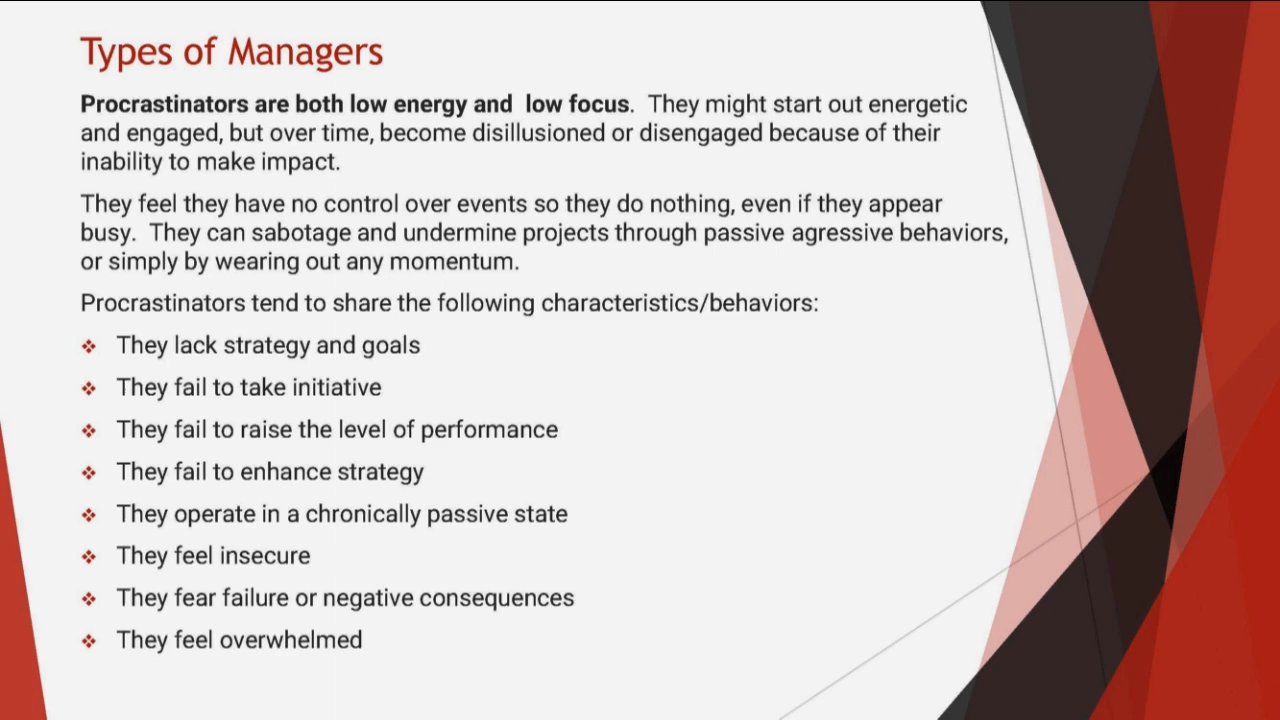 Types of Managers
Procrastinators are both low energy and  low focus.  They might start out energetic
and engaged, but over time, become disillusioned or disengaged because of their
inability to make impact.
They feel they have no control over events so they do nothing, even if they appear
busy.  They can sabotage and undermine projects through passive agressive behaviors,
or simply by wearing out any momentum.
Procrastinators tend to share the following characteristics/behaviors:
❖ They lack strategy and goals
❖ They fail to take initiative
❖ They fail to raise the level of performance
❖ They fail to enhance strategy
❖ They operate in a chronically passive state
❖ They feel insecure
❖ They fear failure or negative consequences
❖ They feel overwhelmed